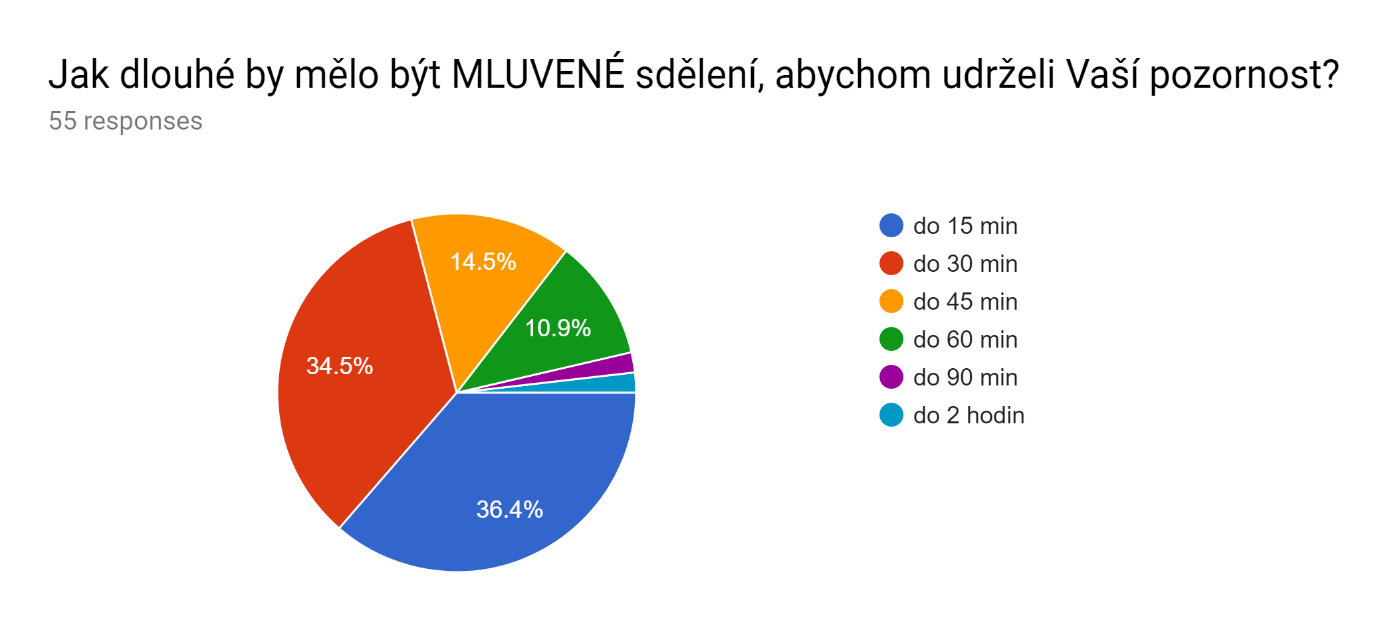 Jak dlouhé by mělo být MLUVENÉ sdělení, abychom udrželi Vaší pozornost?
55 responses
do 15 min
do 30 min
do 45 min
do 60 min
do 90 min
do 2 hodin
14.5%
10.9%
34.5%
36.4%